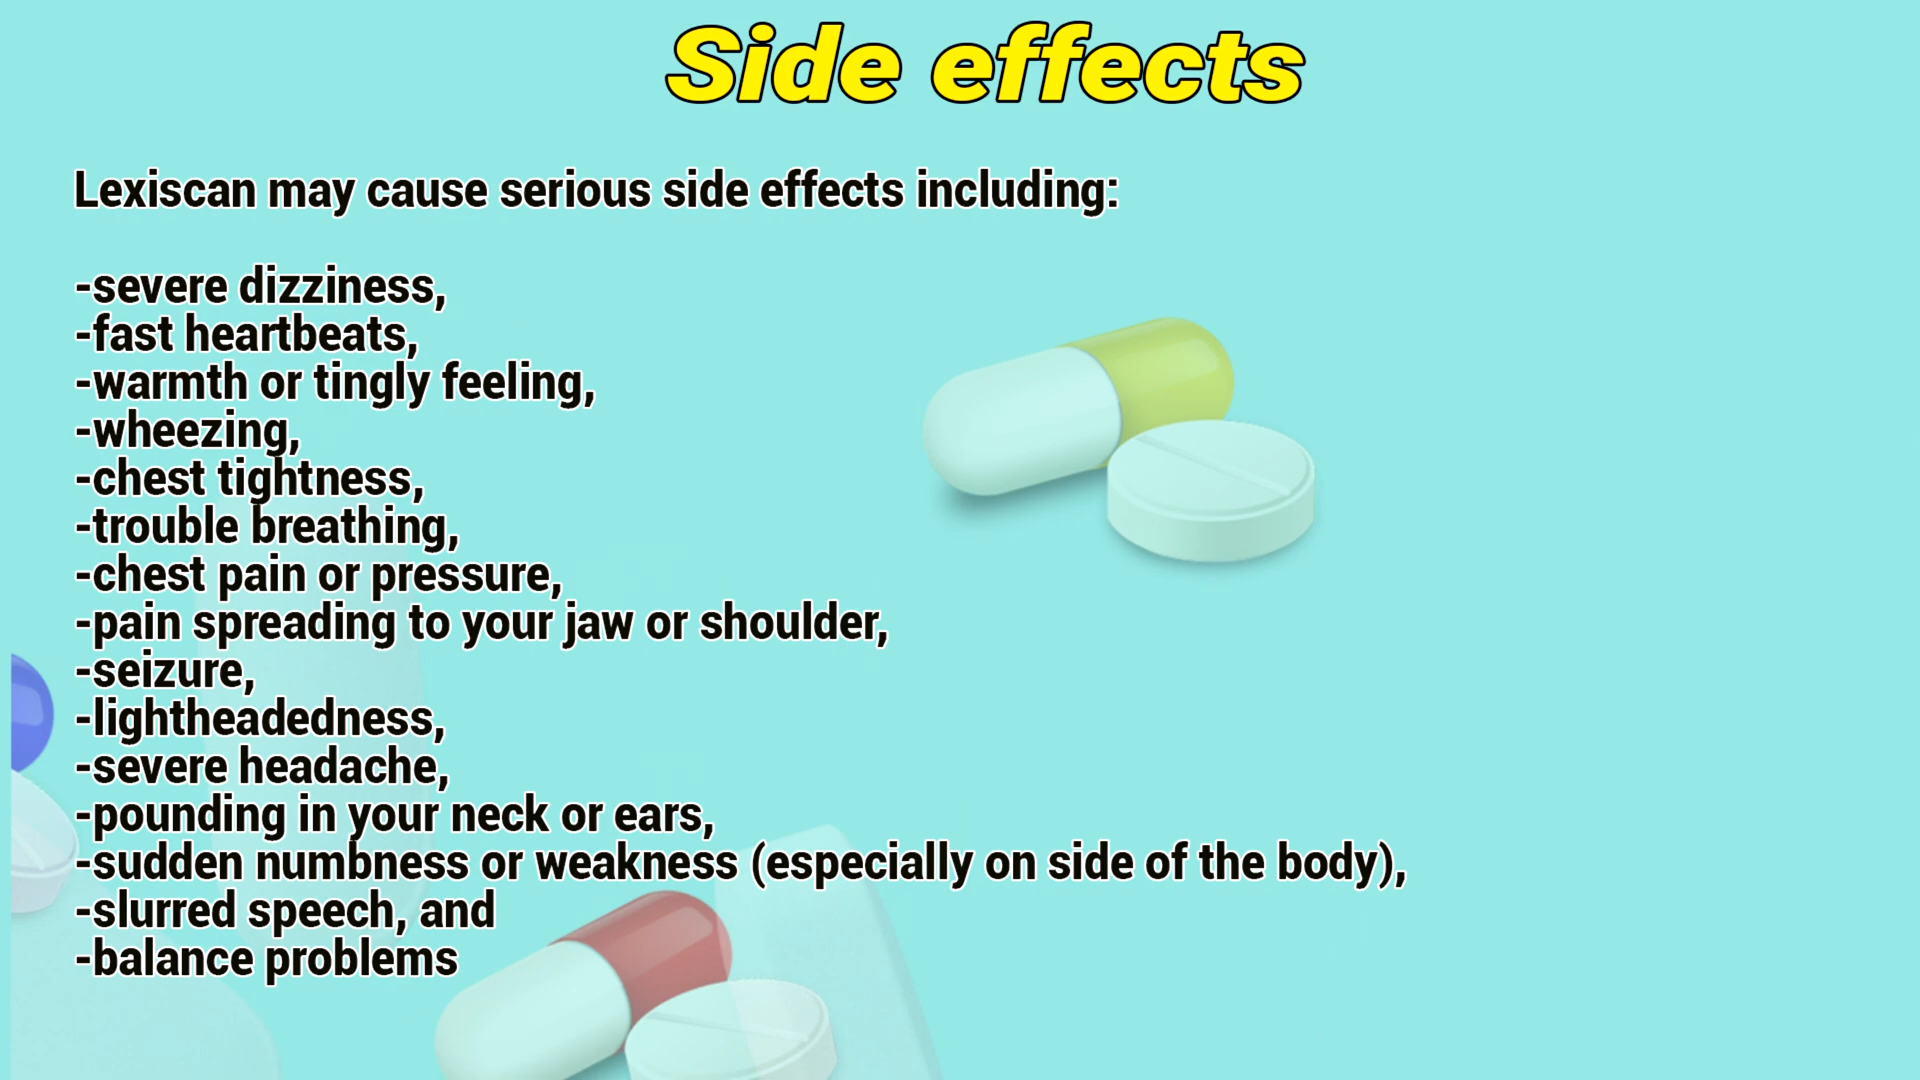 Side effects
Lexiscan may cause serious side effects including:
-severe dizziness,
-fast heartbeats,
-warmth or tingly feeling,
-wheezing,
-chest tightness,
-trouble breathing,
-chest pain or pressure,
-pain spreading to your jaw or shoulder,
-seizure,
-lightheadedness,
-severe headache,
-pounding in your neck or ears,
-sudden numbness or weakness (especially on side of the body),
-slurred speech, and
-balance problems